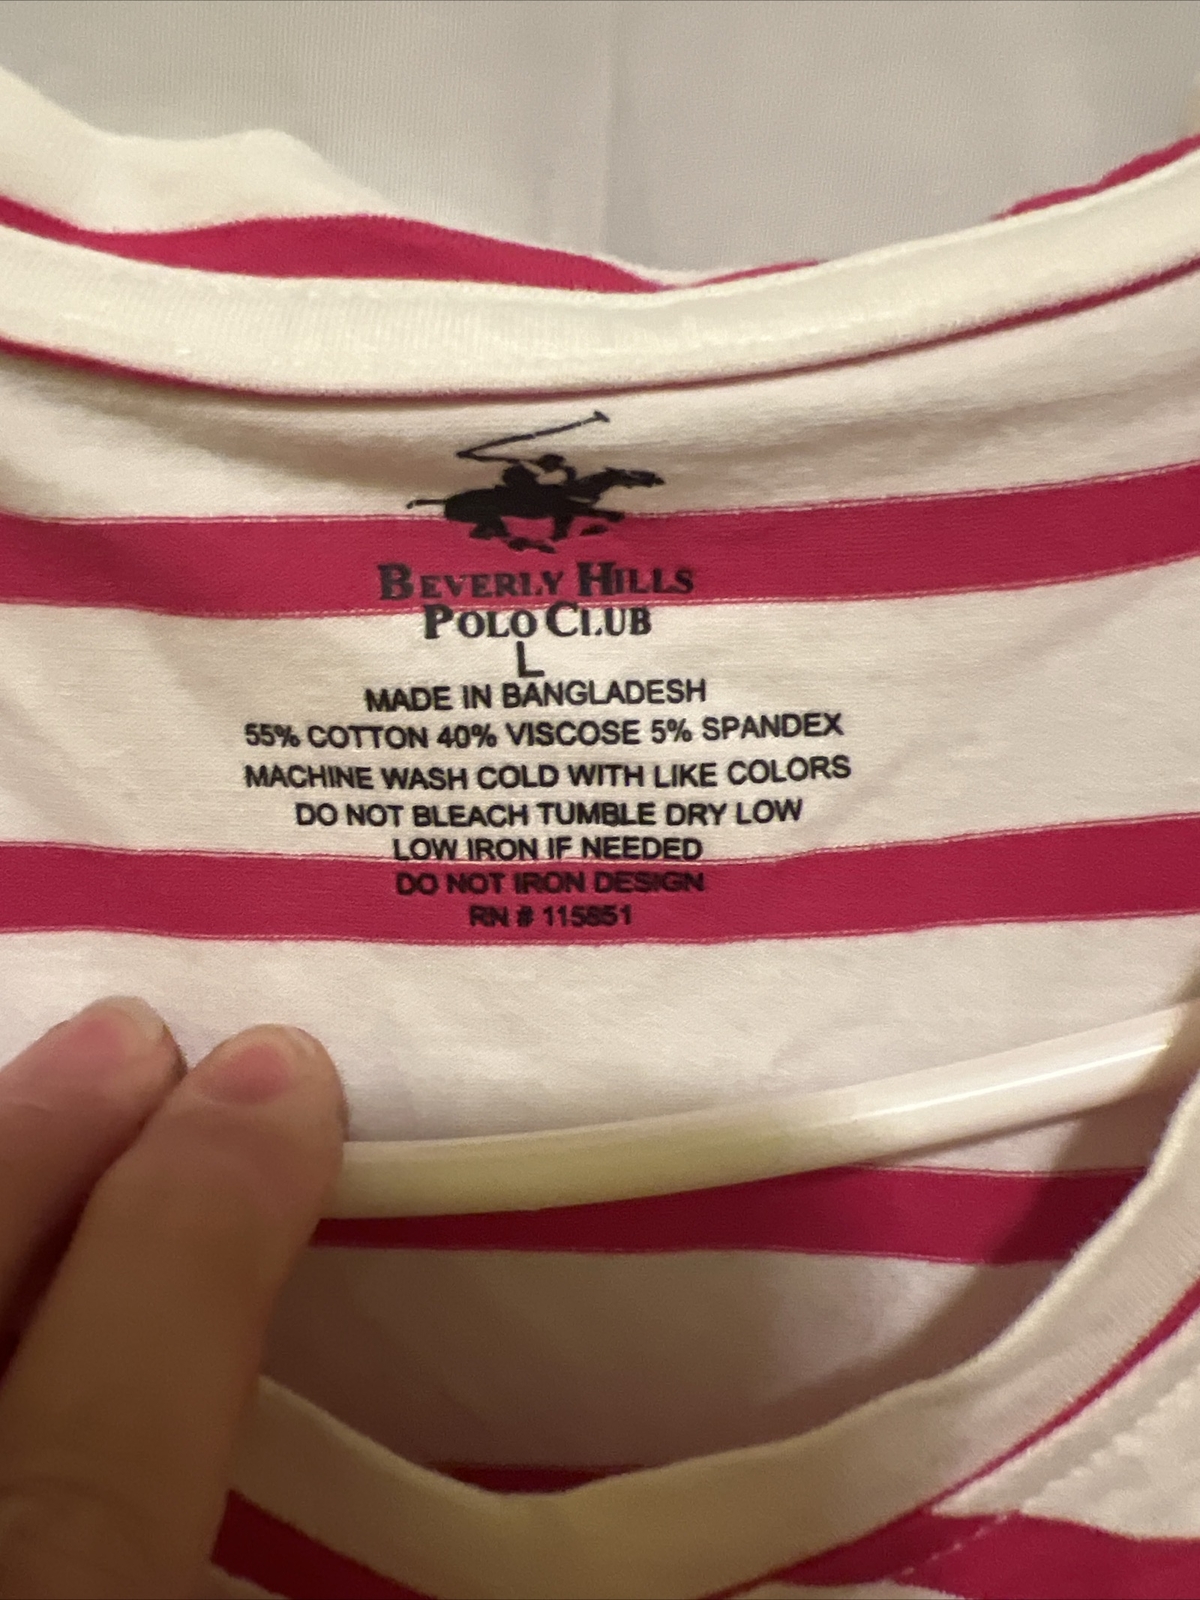 BEVERLY HILLS
POLO CLUB
L
MADE IN BANGLADESH
55% COTTON 40% VISCOSE 5% SPANDEX
MACHINE WASH COLD WITH LIKE COLORS
DO NOT BLEACH TUMBLE DRY LOW
LOW IRON IF NEEDED
DO NOT IRON DESIGN
RN # 115851